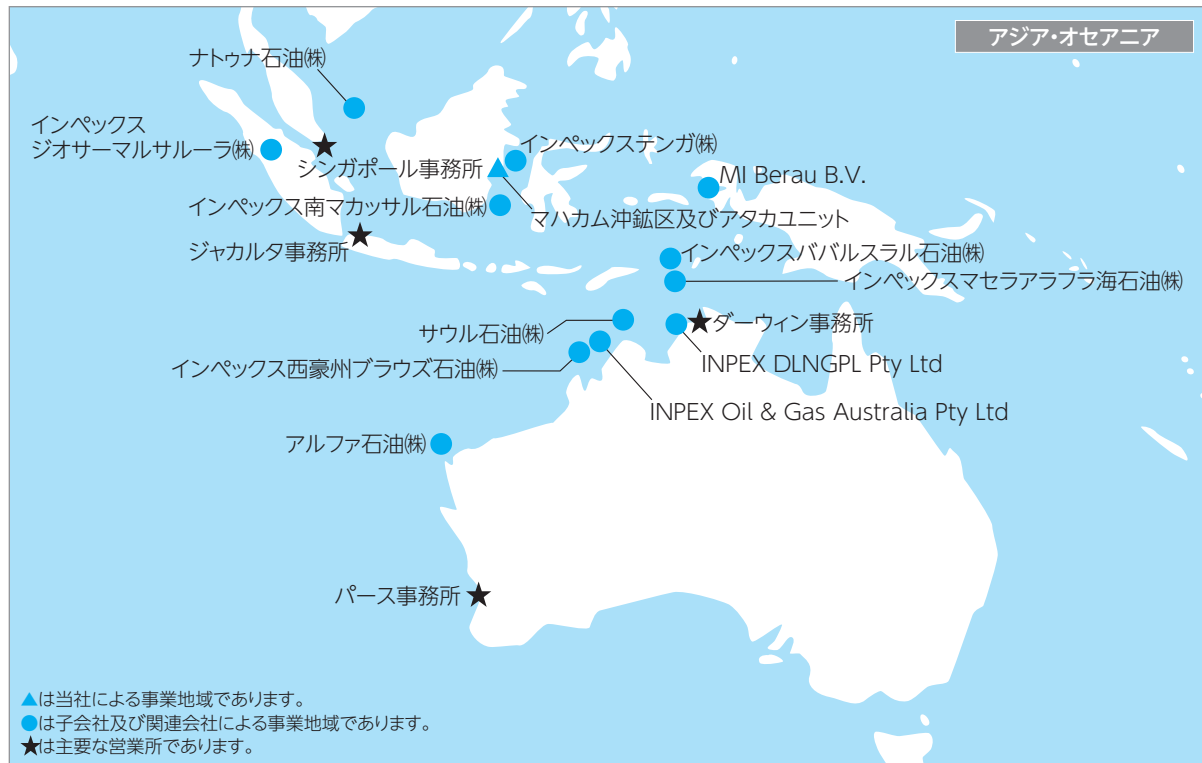 アジア・オセアニア
ナトゥナ石油㈱
インペックス
ジオサーマルサルーラ㈱
シンガポール事務所
インペックステンガ㈱
MI Berau B.V.
インペックス南マカッサル石油㈱
マハカム沖鉱区及びアタカユニット
ジャカルタ事務所
インペックスババルスラル石油㈱
インペックスマセラアラフラ海石油㈱
サウル石油㈱
ダーウィン事務所
インペックス西豪州ブラウズ石油㈱
INPEX DLNGPL Pty Ltd
INPEX Oil & Gas Australia Pty Ltd
アルファ石油㈱
パース事務所
▲は当社による事業地域であります。
●は子会社及び関連会社による事業地域であります。
★は主要な営業所であります。